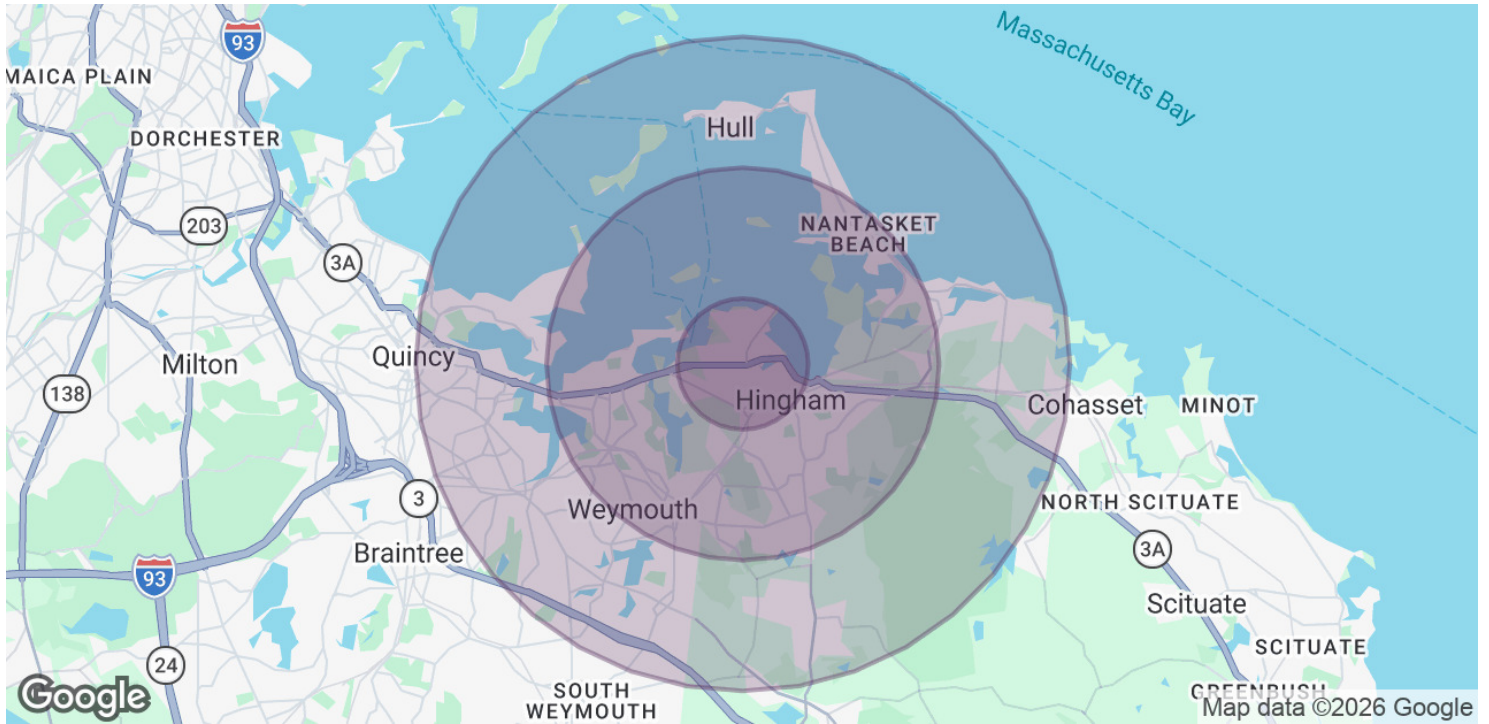 Massachusetts Bay
93
MAICA PLAIN
DORCHESTER
Hull
203
NANTASKET
BEACH
3A
Quincy
Milton
138
Hingham
Cohasset
MINOT
3
Weymouth
NORTH SCITUATE
Braintree
3A
93
Scituate
24
SCITUATE
SOUTH
WEYMOUTH
GREENBUSH
Google
Map data ©2026 Google